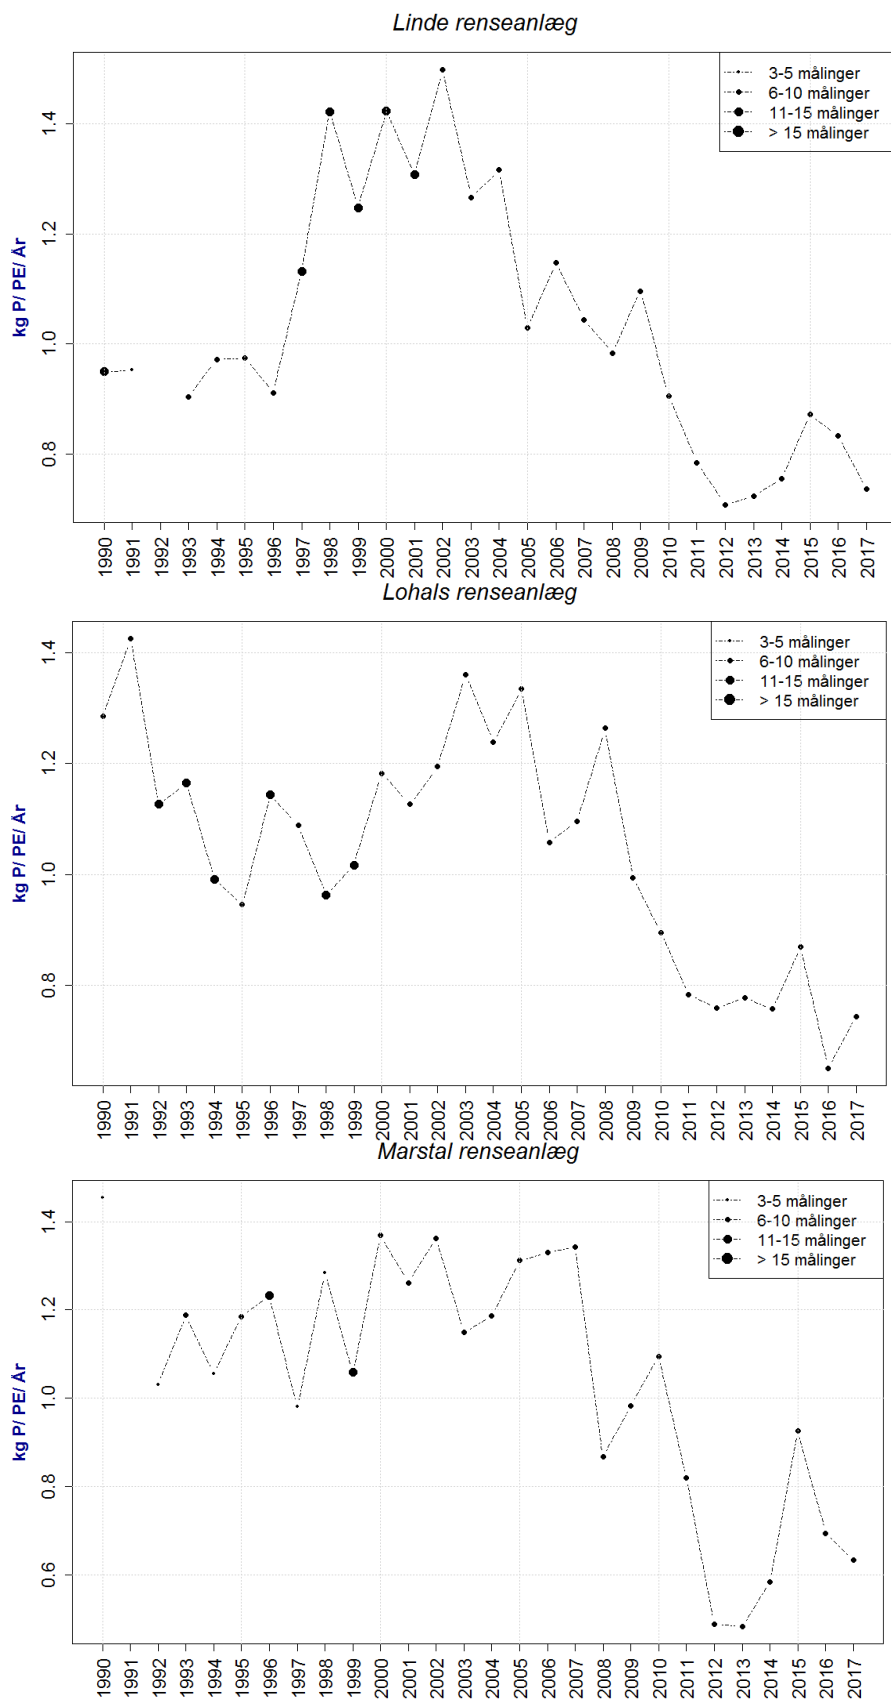 Linde renseanlæg
3-5 målinger
6-10 målinger
11-15 målinger
> 15 målinger
kg P/ PE/ År
1.4
1.2
1.0
0.8
1990 1991 1992 1993 1994 1995 1996 1997 1998 1999 2000 2001 2002 2003 2004 2005 2006 2007 2008 2009 2010 2011 2012 2013 2014 2015 2016 2017
Lohals renseanlæg
3-5 målinger
6-10 målinger
11-15 målinger
> 15 målinger
kg P/ PE/ År
1.4
1.2
1.0
0.8
1990 1991 1992 1993 1994 1995 1996 1997 1998 1999 2000 2001 2002 2003 2004 2005 2006 2007 2008 2009 2010 2011 2012 2013 2014 2015 2016 2017
Marstal renseanlæg
3-5 målinger
6-10 målinger
11-15 målinger
> 15 målinger
kg P/ PE/ År
1.4
1.2
1.0
0.8
0.6
1990 1991 1992 1993 1994 1995 1996 1997 1998 1999 2000 2001 2002 2003 2004 2005 2006 2007 2008 2009 2010 2011 2012 2013 2014 2015 2016 2017